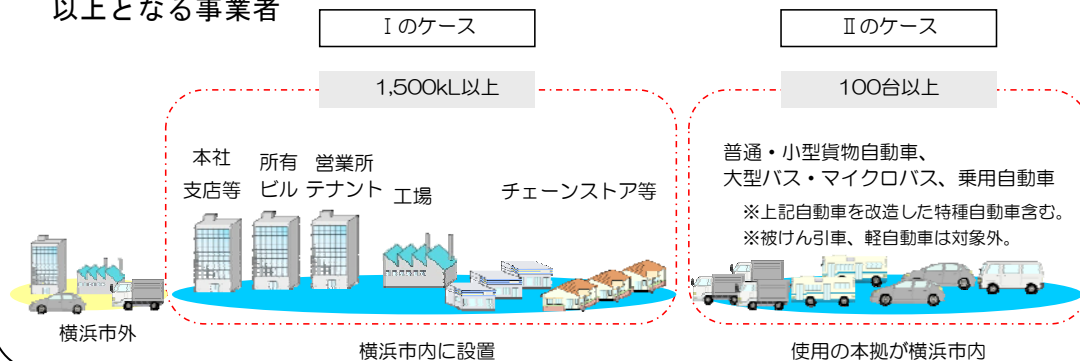 以上となる事業者
Ⅰのケース
1,500kL以上
本社
支店等
所有
ビル
営業所
テナント
工場
チェーンストア等
横浜市外
横浜市内に設置
Ⅱのケース
100台以上
普通・小型貨物自動車、
大型バス・マイクロバス、乗用自動車
※上記自動車を改造した特種自動車含む。
※被けん引車、軽自動車は対象外。
使用の本拠が横浜市内